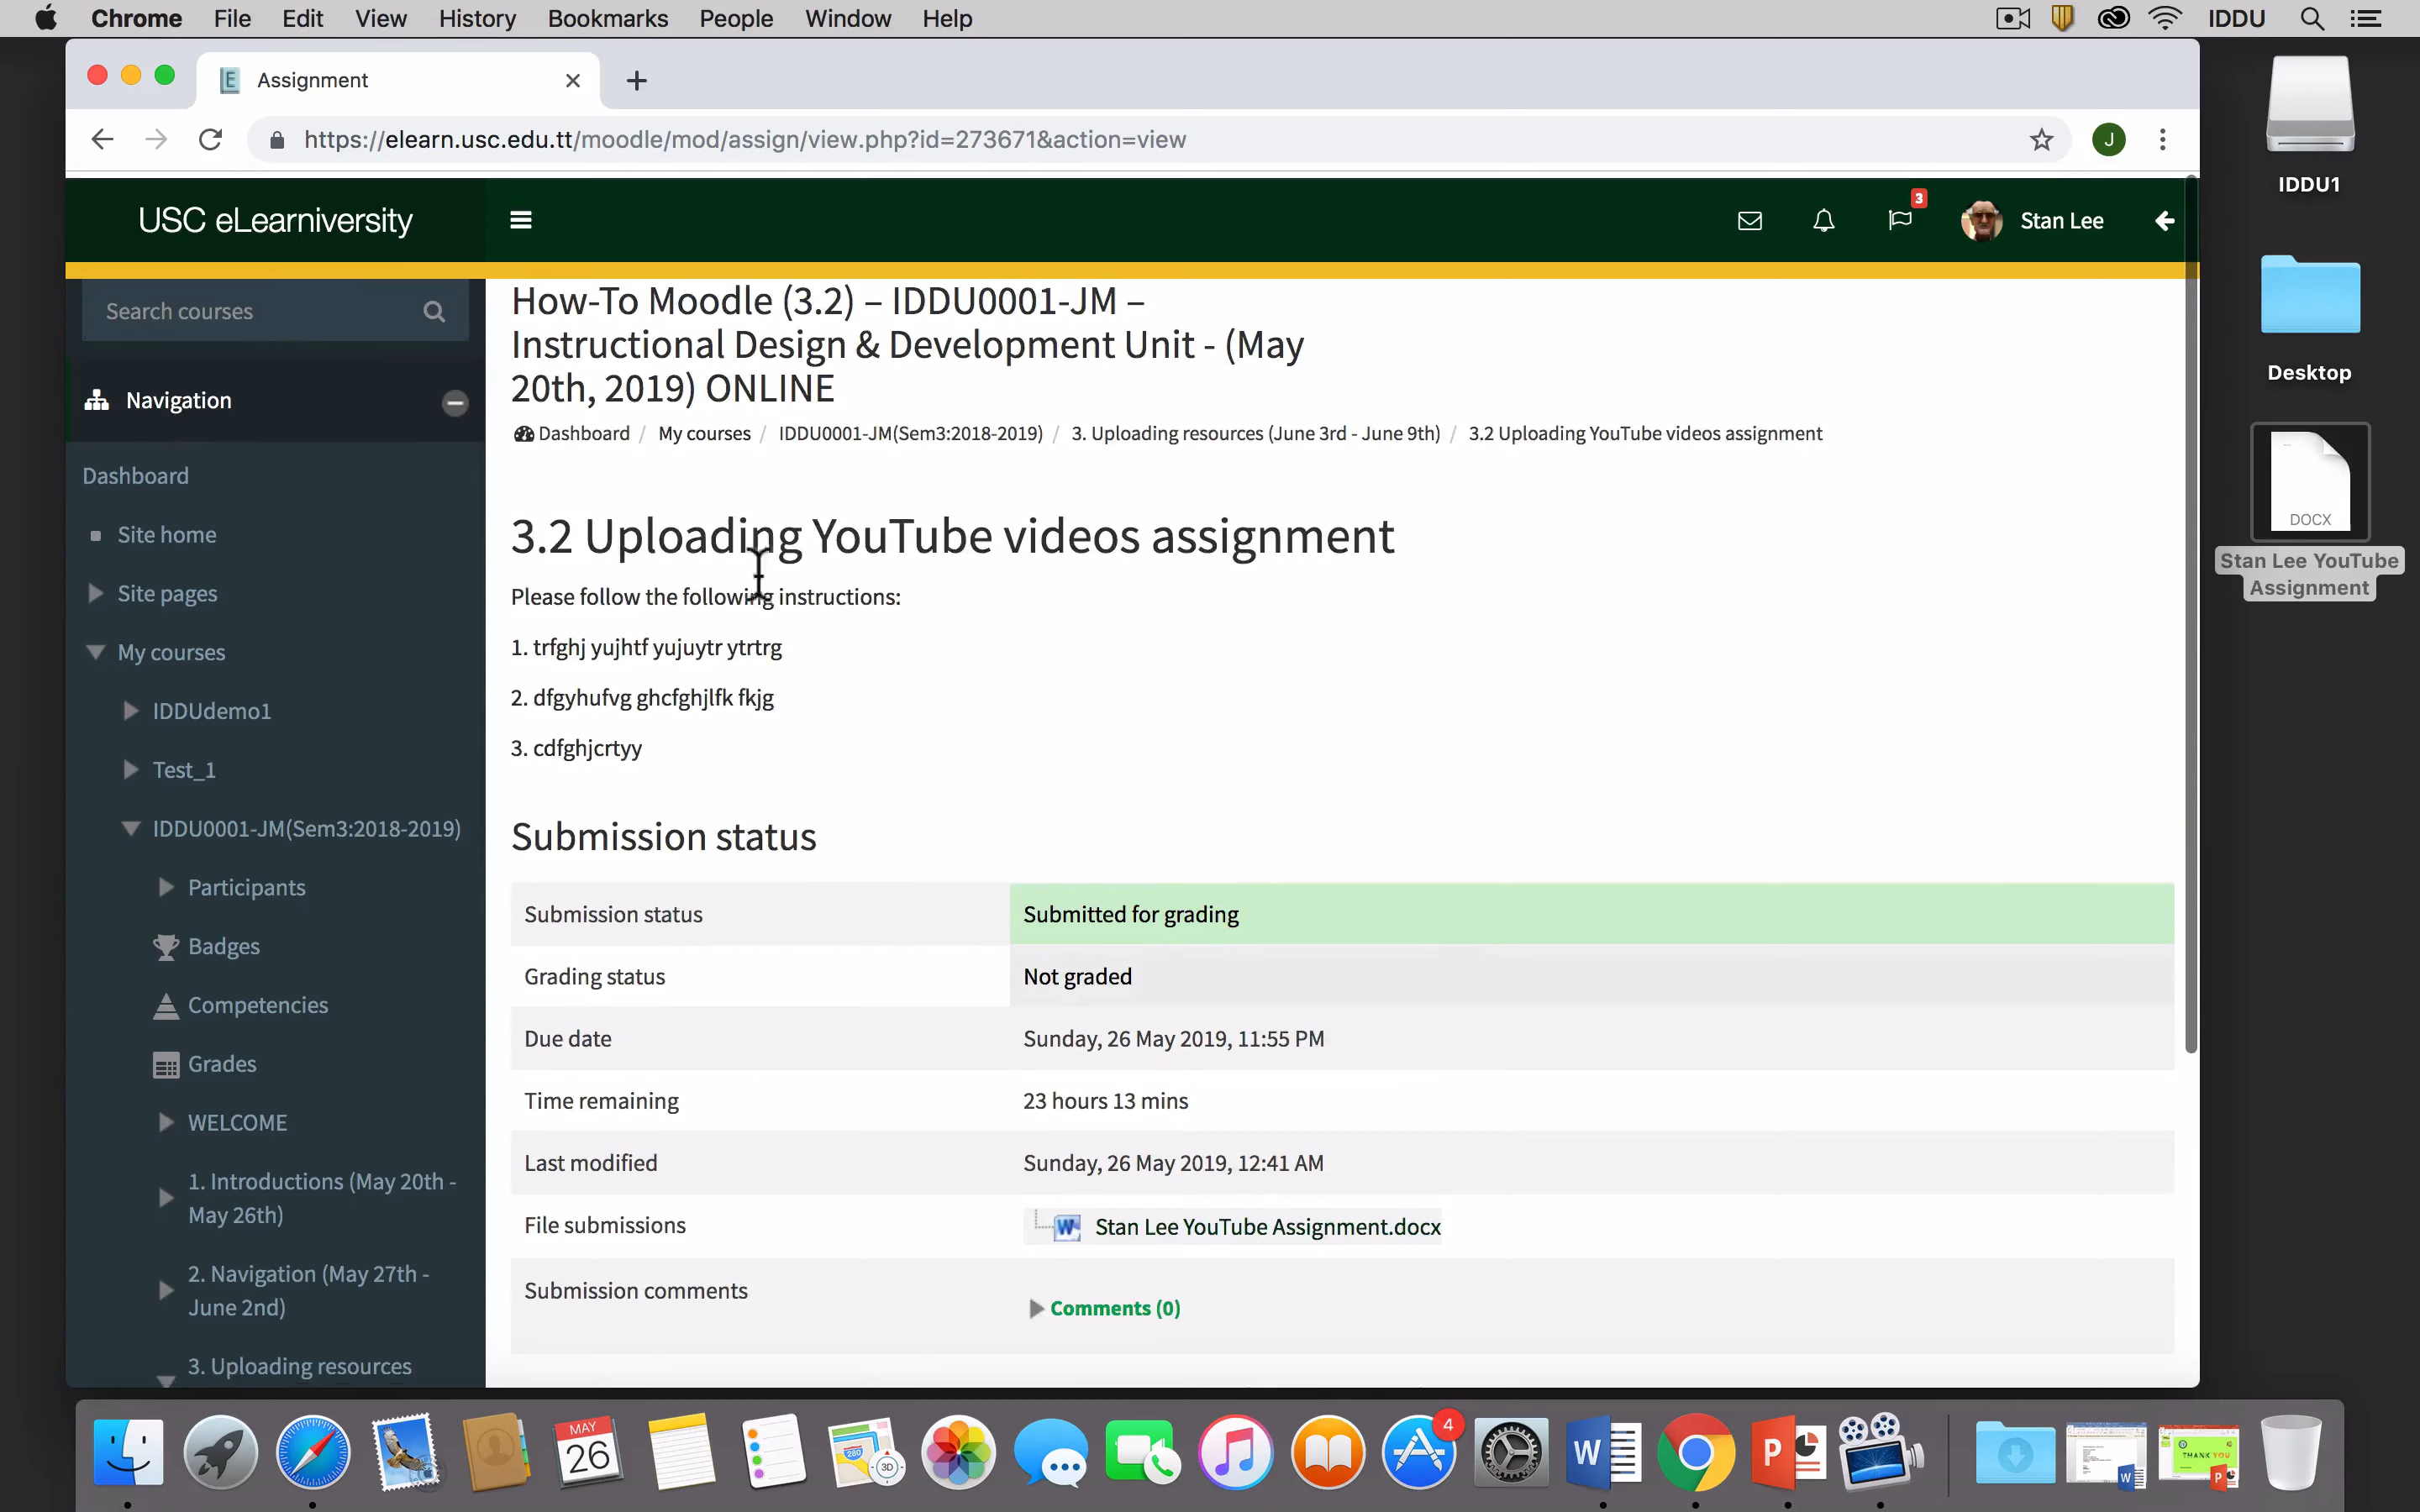 Chrome File Edit View History Bookmarks People Window Help IDDU
Assignment
https://elearn.usc.edu.tt/moodle/mod/assign/view.php?id=273671&action=view J
USC eLearniversity 3 Stan Lee
Search courses
Navigation
Dashboard
Site home
Site pages
My courses
IDDUdemo1
Test_1
IDDU0001-JM(Sem3:2018-2019)
Participants
Badges
Competencies
Grades
WELCOME
1. Introductions (May 20th -
May 26th)
2. Navigation (May 27th -
June 2nd)
3. Uploading resources
How-To Moodle (3.2) – IDDU0001-JM –
Instructional Design & Development Unit - (May
20th, 2019) ONLINE
Dashboard / My courses / IDDU0001-JM(Sem3:2018-2019) / 3. Uploading resources (June 3rd - June 9th) / 3.2 Uploading YouTube videos assignment
3.2 Uploading YouTube videos assignment
Please follow the following instructions:
1. trfghj yujhtf yujuytr ytrtrg
2. dfgyhufvg ghcfghjlfk fkjg
3. cdfghjcrtyy
Submission status
Submission status Submitted for grading
Grading status Not graded
Due date Sunday, 26 May 2019, 11:55 PM
Time remaining 23 hours 13 mins
Last modified Sunday, 26 May 2019, 12:41 AM
File submissions Stan Lee YouTube Assignment.docx
Submission comments
Comments (0)
IDDU1
Desktop
DOCX
Stan Lee YouTube
Assignment
MAY
26
280
3D
4
W
P
THANK YOU